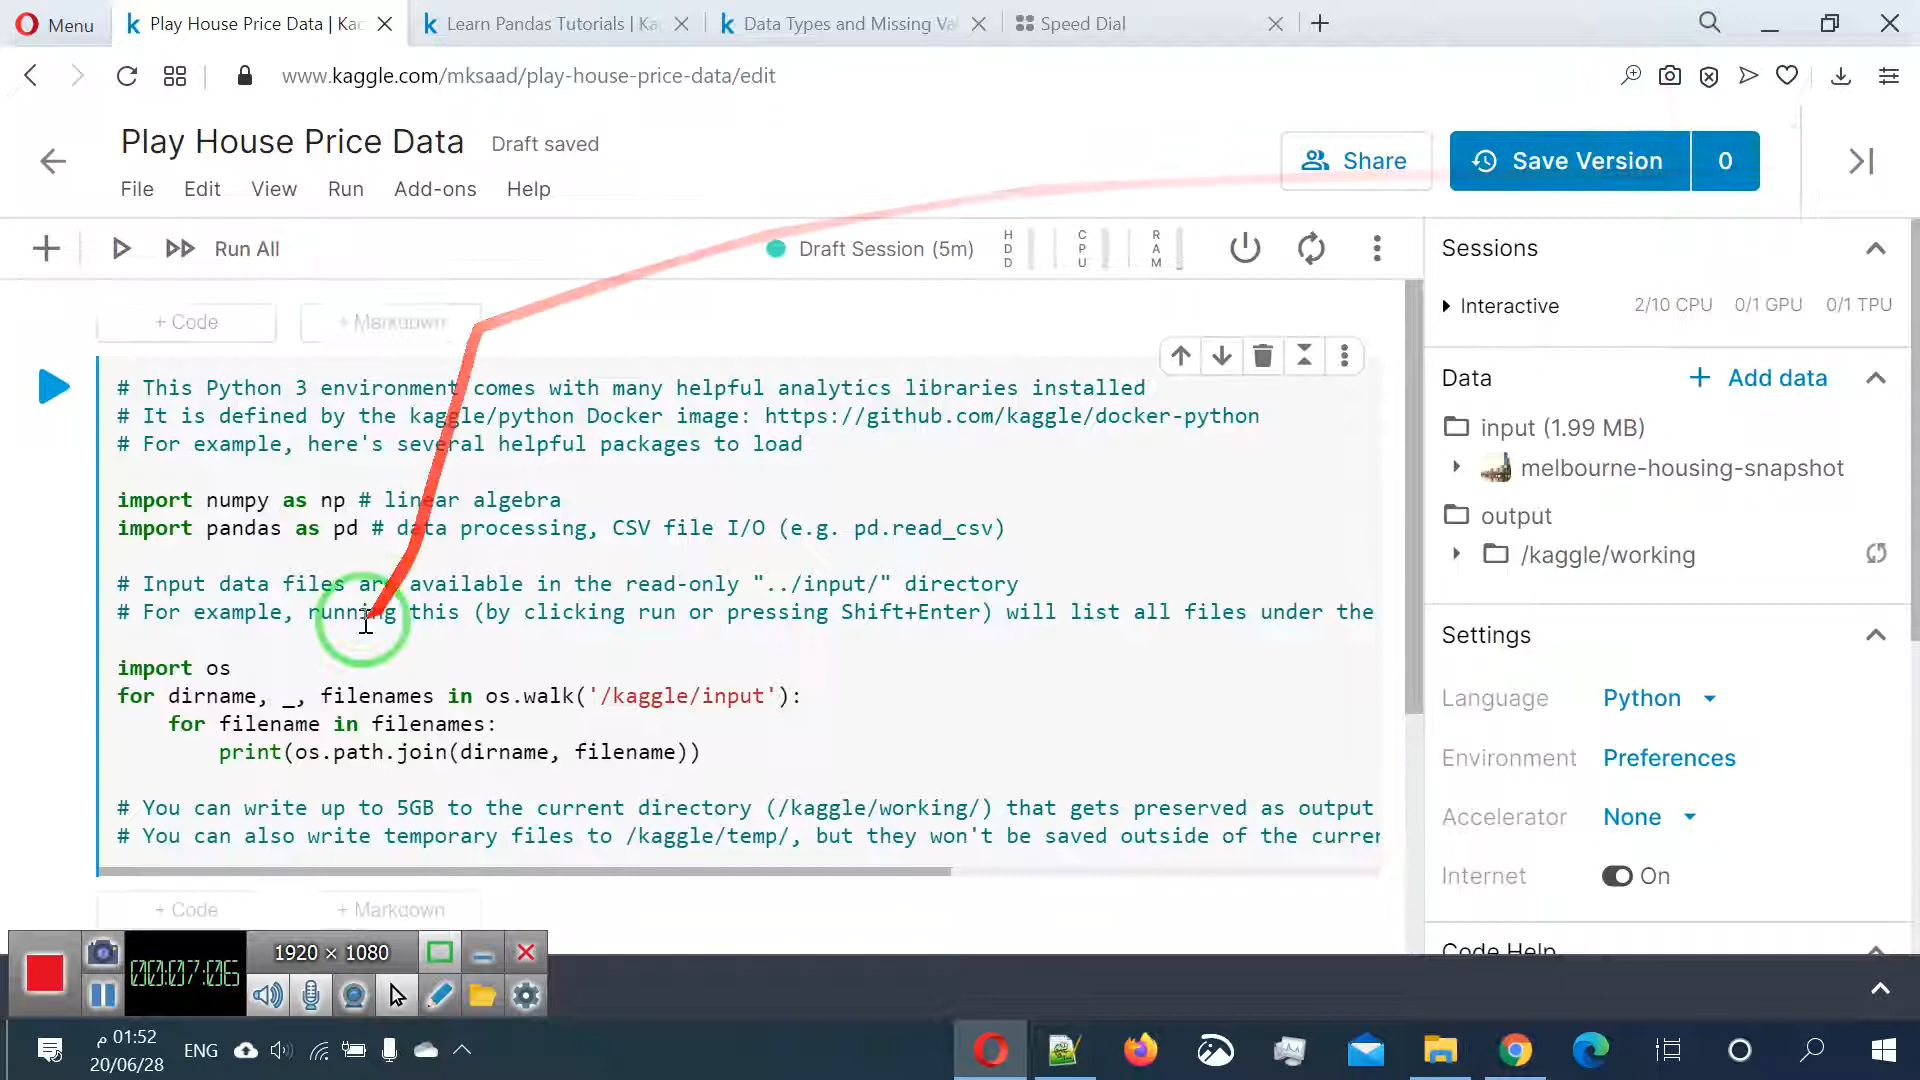 Menu
Play House Price Data | Kac
Learn Pandas Tutorials | Ka
Data Types and Missing Va
Speed Dial
www.kaggle.com/mksaad/play-house-price-data/edit
Play House Price Data
Draft saved
File Edit View Run Add-ons Help
Share
Save Version
0
Run All
Draft Session (5m)
HDD
CPU
RAM
+ Code
+ Markdown
# This Python 3 environment comes with many helpful analytics libraries installed
# It is defined by the kaggle/python Docker image: https://github.com/kaggle/docker-python
# For example, here's several helpful packages to load
import numpy as np # linear algebra
import pandas as pd # data processing, CSV file I/O (e.g. pd.read_csv)
# Input data files are available in the read-only "../input/" directory
# For example, running this (by clicking run or pressing Shift+Enter) will list all files under the
import os
for dirname, _, filenames in os.walk('/kaggle/input'):
    for filename in filenames:
        print(os.path.join(dirname, filename))
# You can write up to 5GB to the current directory (/kaggle/working/) that gets preserved as output
# You can also write temporary files to /kaggle/temp/, but they won't be saved outside of the curren
+ Code
+ Markdown
Sessions
Interactive 2/10 CPU 0/1 GPU 0/1 TPU
Data
+ Add data
input (1.99 MB)
melbourne-housing-snapshot
output
/kaggle/working
Settings
Language Python
Environment Preferences
Accelerator None
Internet On
Code Help
00:07:06
1920 × 1080
01:52 م
20/06/28
ENG